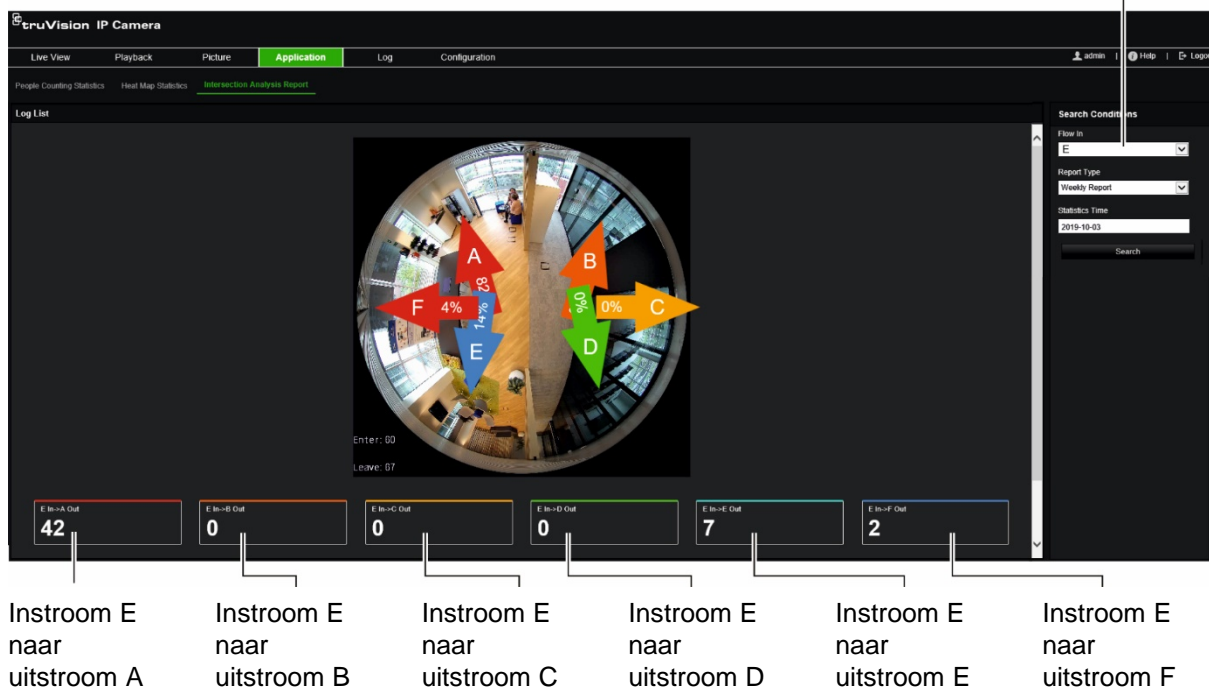 truVision IP Camera
Live View Playback Picture Application Log Configuration admin | Help | Logou
People Counting Statistics Heat Map Statistics Intersection Analysis Report
Log List
Search Conditions
Flow In
E
Report Type
Weekly Report
Statistics Time
2019-10-03
Search
A
82
B
F 4%
14%
E
0%
D
0% C
Enter: 60
Leave: 67
E In->A Out
42
E In->B Out
0
E In->C Out
0
E In->D Out
0
E In->E Out
7
E In->F Out
2
Instroom E
naar
uitstroom A
Instroom E
naar
uitstroom B
Instroom E
naar
uitstroom C
Instroom E
naar
uitstroom D
Instroom E
naar
uitstroom E
Instroom E
naar
uitstroom F